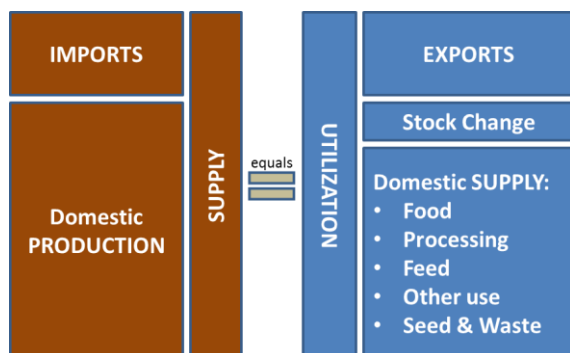 IMPORTS
Domestic
PRODUCTION
SUPPLY
equals
UTILIZATION
EXPORTS
Stock Change
Domestic SUPPLY:
• Food
• Processing
• Feed
• Other use
• Seed & Waste